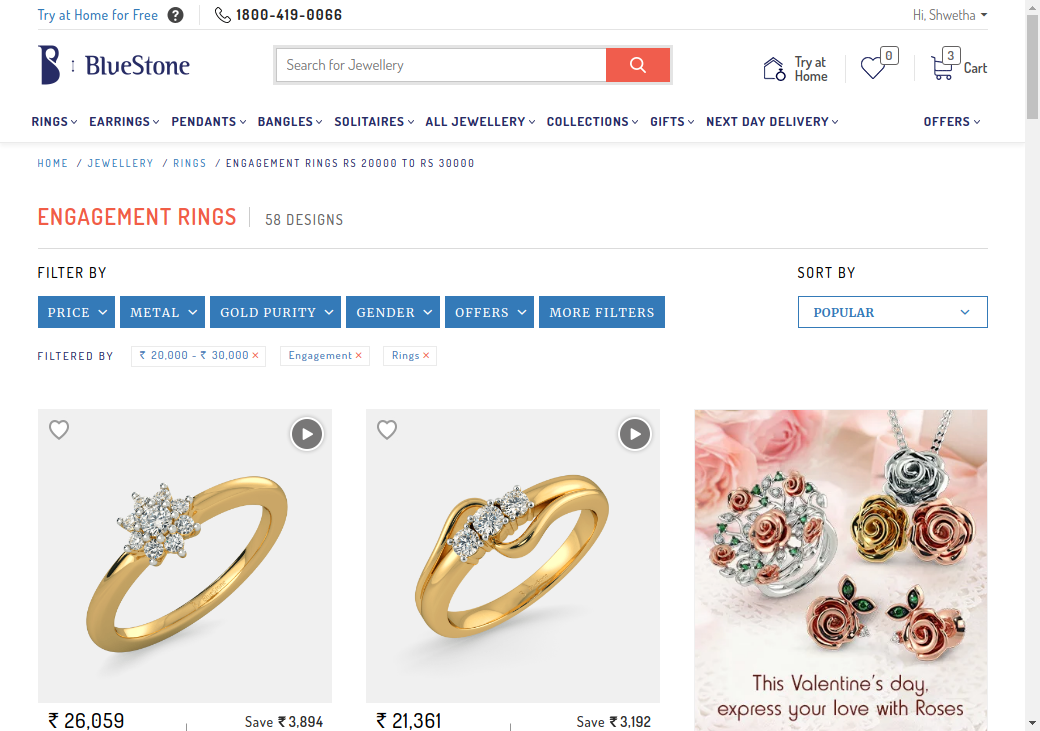 Try at Home for Free ? 1800-419-0066 Hi, Shwetha
BLUESTONE Search for Jewellery Try at Home 0 3 Cart
RINGS EARRINGS PENDANTS BANGLES SOLITAIRES ALL JEWELLERY COLLECTIONS GIFTS NEXT DAY DELIVERY OFFERS
HOME / JEWELLERY / RINGS / ENGAGEMENT RINGS RS 20000 TO RS 30000
ENGAGEMENT RINGS 58 DESIGNS
FILTER BY SORT BY
PRICE METAL GOLD PURITY GENDER OFFERS MORE FILTERS POPULAR
FILTERED BY ₹ 20,000 - ₹ 30,000 × Engagement × Rings ×
This Valentine's day,
express your love with Roses
₹ 26,059 Save ₹ 3,894 ₹ 21,361 Save ₹ 3,192